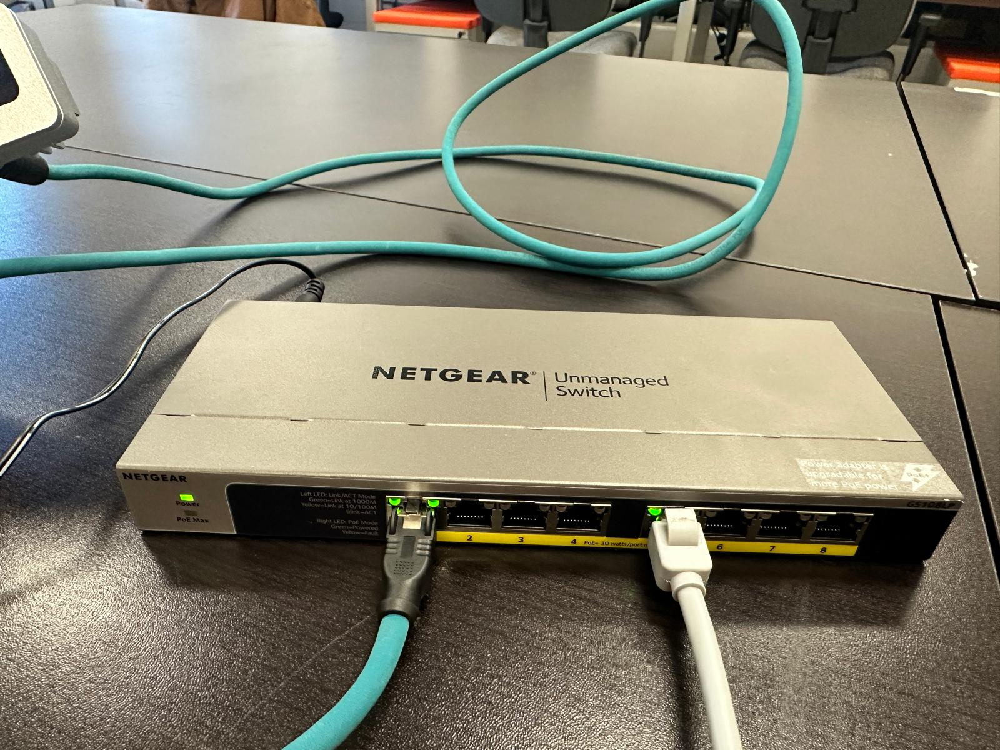 NETGEAR® Unmanaged
Switch
Power adapter is
upgradable for
more PoE power
PoE+
NETGEAR
GS108LP
Power
PoE Max
Left LED: Link/ACT Mode
Green=Link at 1000M
Yellow=Link at 10/100M
Blink=ACT
Right LED: PoE Mode
Green=Powered
Yellow=Fault
2 3 4 PoE+ 30 watts/port 6 7 8